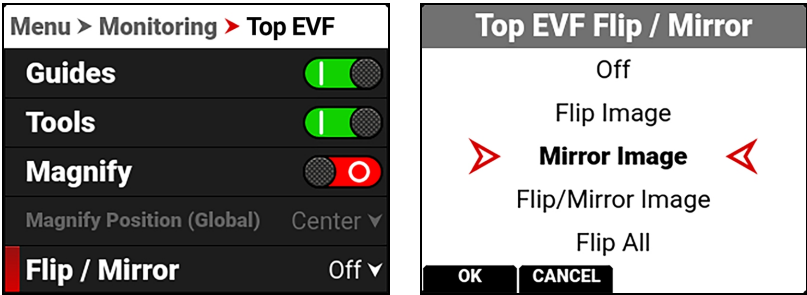 Menu > Monitoring > Top EVF
Guides
Tools
Magnify
Magnify Position (Global) Center
Flip / Mirror Off
Top EVF Flip / Mirror
Off
Flip Image
Mirror Image
Flip/Mirror Image
Flip All
OK CANCEL